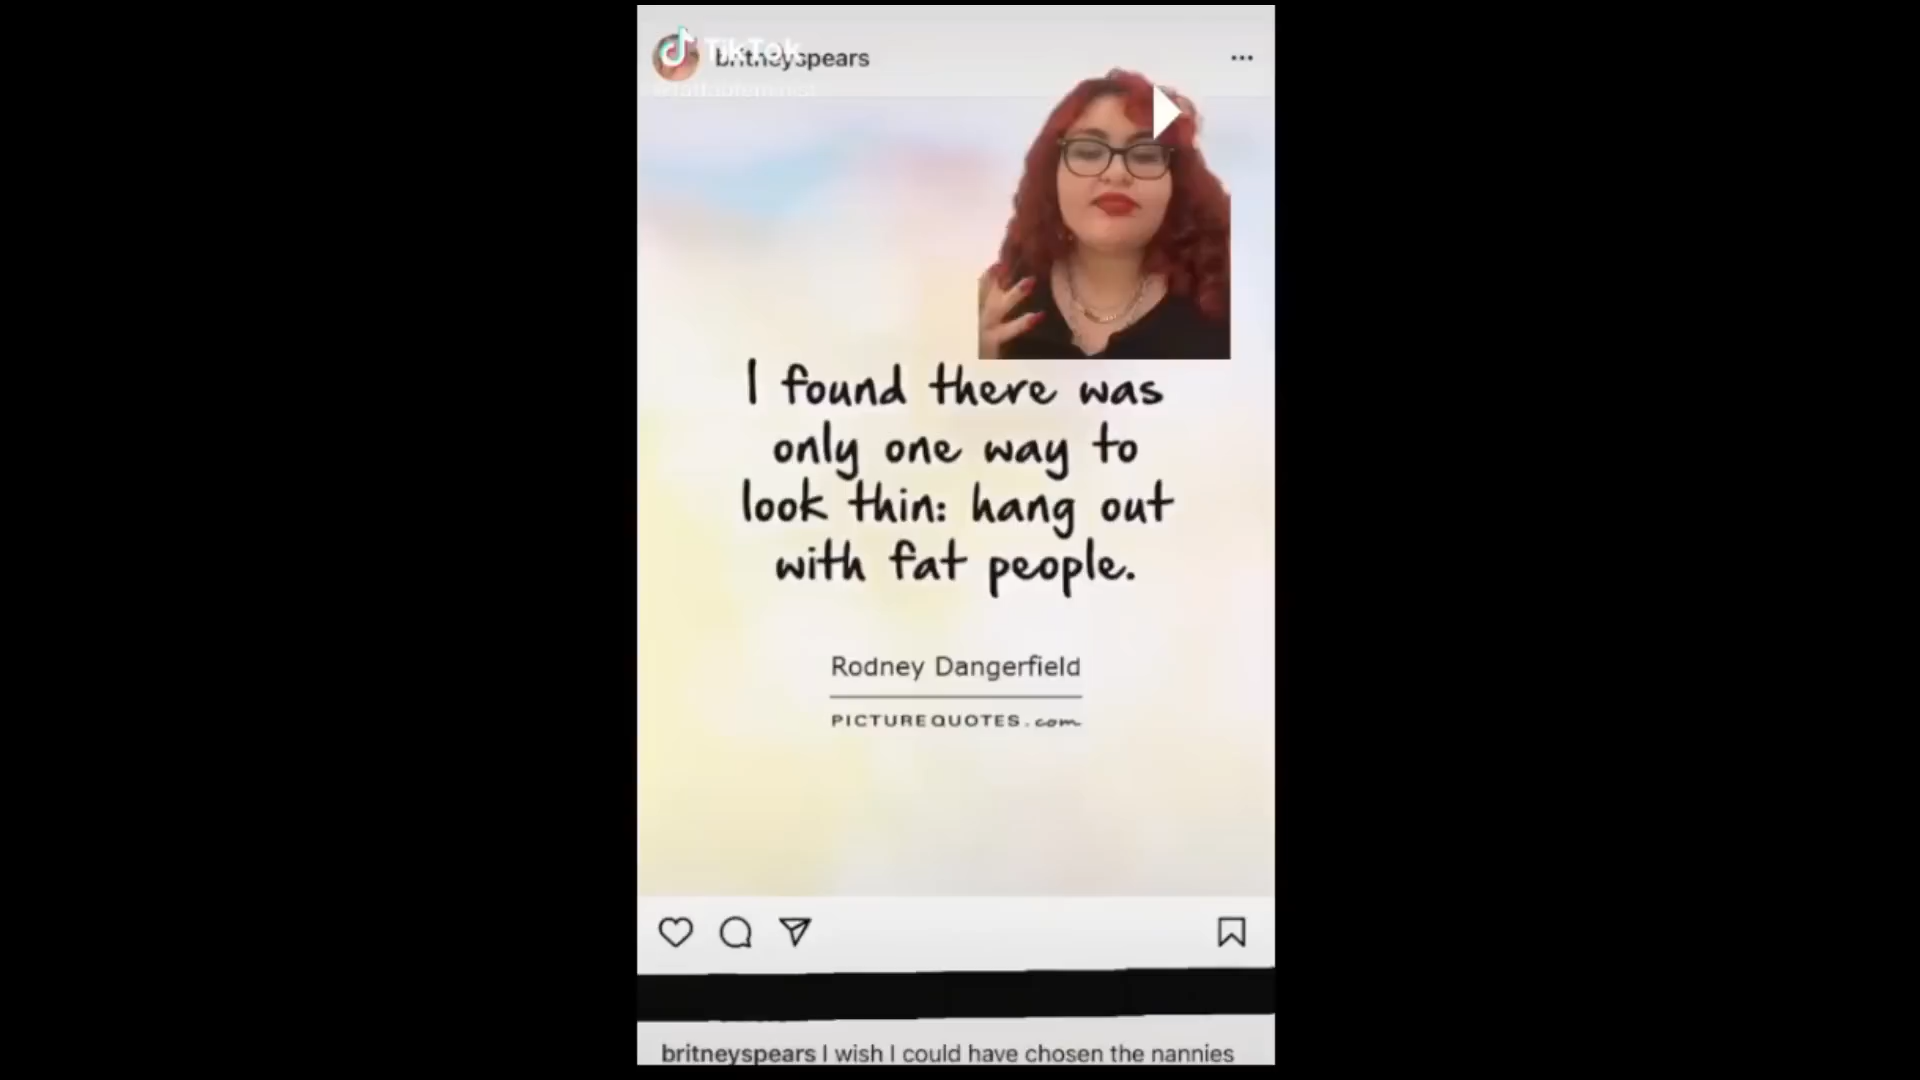 TikTok
britneyspears
I found there was
only one way to
look thin: hang out
with fat people.
Rodney Dangerfield
PICTUREQUOTES.com
britneyspears I wish I could have chosen the nannies